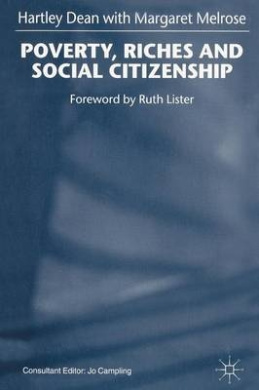 Hartley Dean with Margaret Melrose
POVERTY, RICHES AND
SOCIAL CITIZENSHIP
Foreword by Ruth Lister
Consultant Editor: Jo Campling